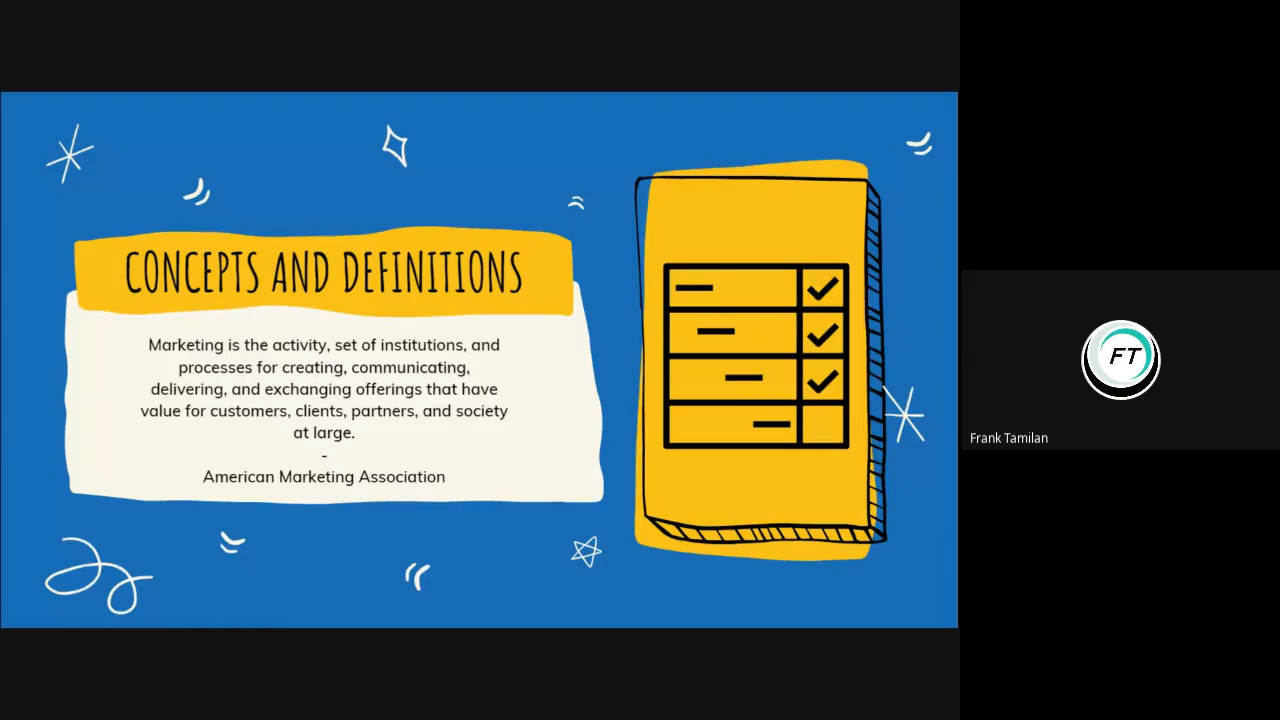 CONCEPTS AND DEFINITIONS
Marketing is the activity, set of institutions, and
processes for creating, communicating,
delivering, and exchanging offerings that have
value for customers, clients, partners, and society
at large.
-
American Marketing Association
FT
Frank Tamilan